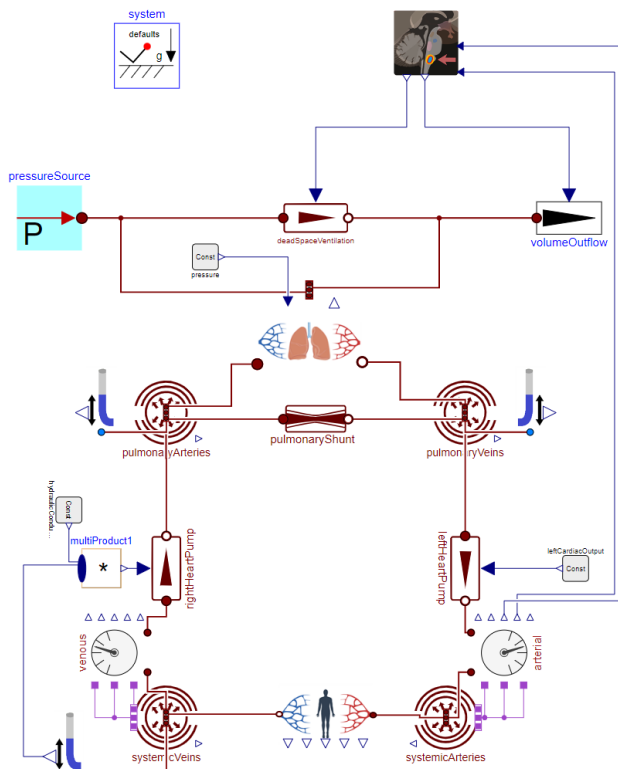 system
defaults
g
pressureSource
P
deadSpaceVentilation
volumeOutflow
Const
pressure
pulmonaryArteries
pulmonaryShunt
pulmonaryVeins
Const
hydraulicCondu...
multiProduct1
*
rightHeartPump
leftHeartPump
leftCardiacOutput
Const
venous
arterial
systemicVeins
systemicArteries